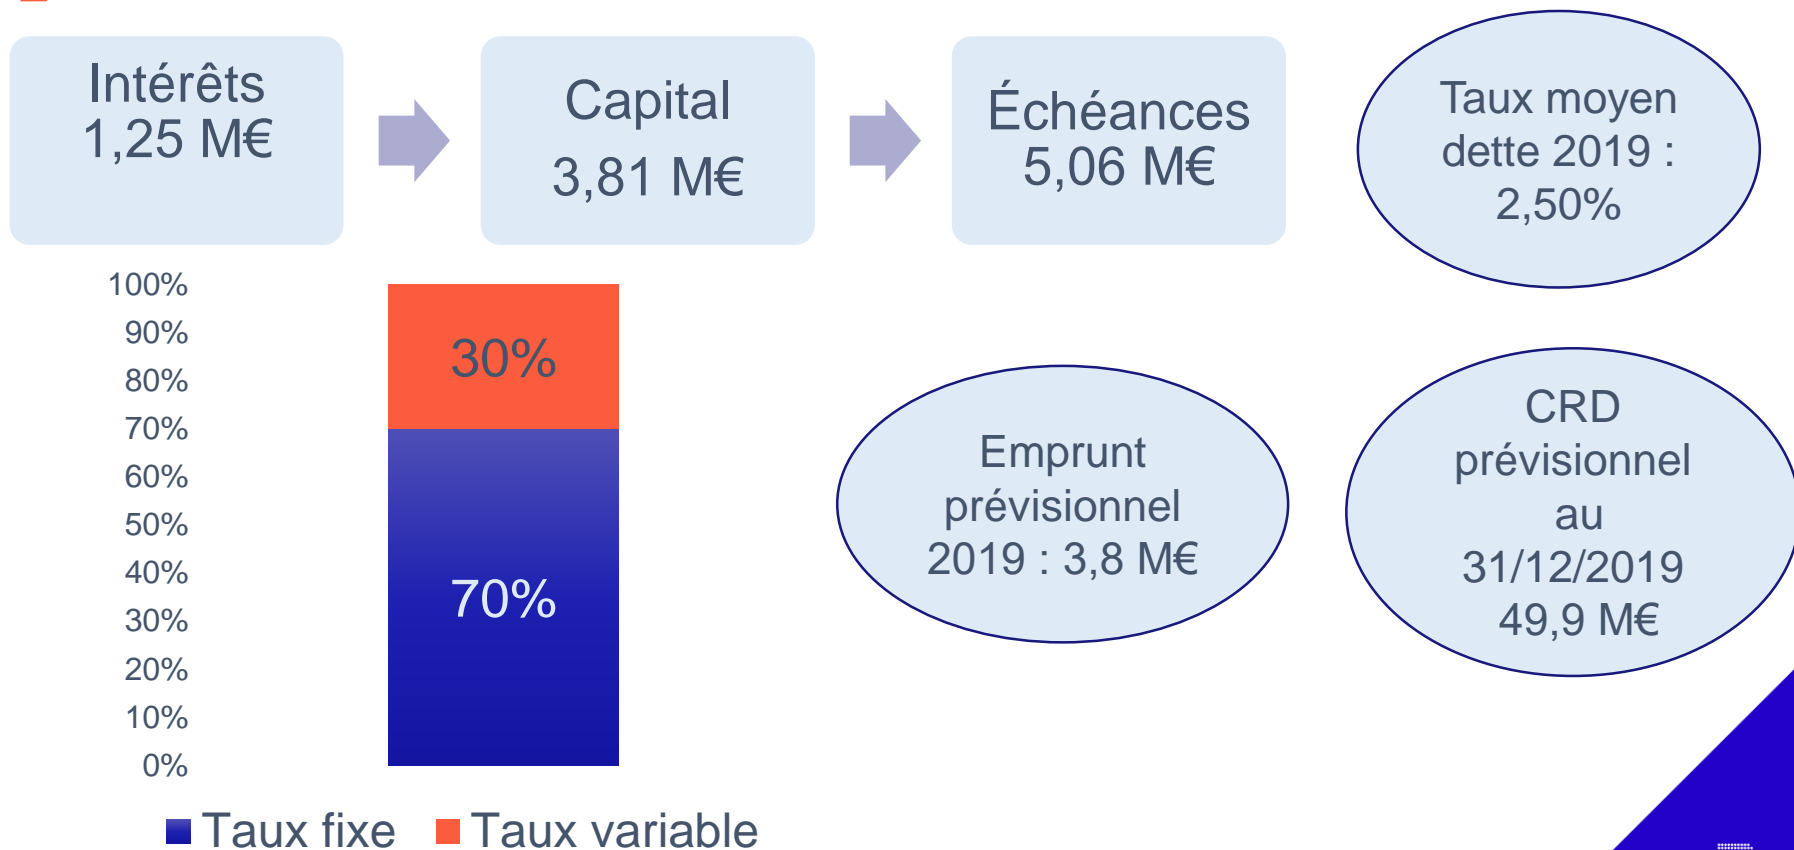 Intérêts
1,25 M€
Capital
3,81 M€
Échéances
5,06 M€
Taux moyen
dette 2019 :
2,50%
100%
90%
80%
70%
60%
50%
40%
30%
20%
10%
0%
30%
70%
Taux fixe
Taux variable
Emprunt
prévisionnel
2019 : 3,8 M€
CRD
prévisionnel
au
31/12/2019
49,9 M€